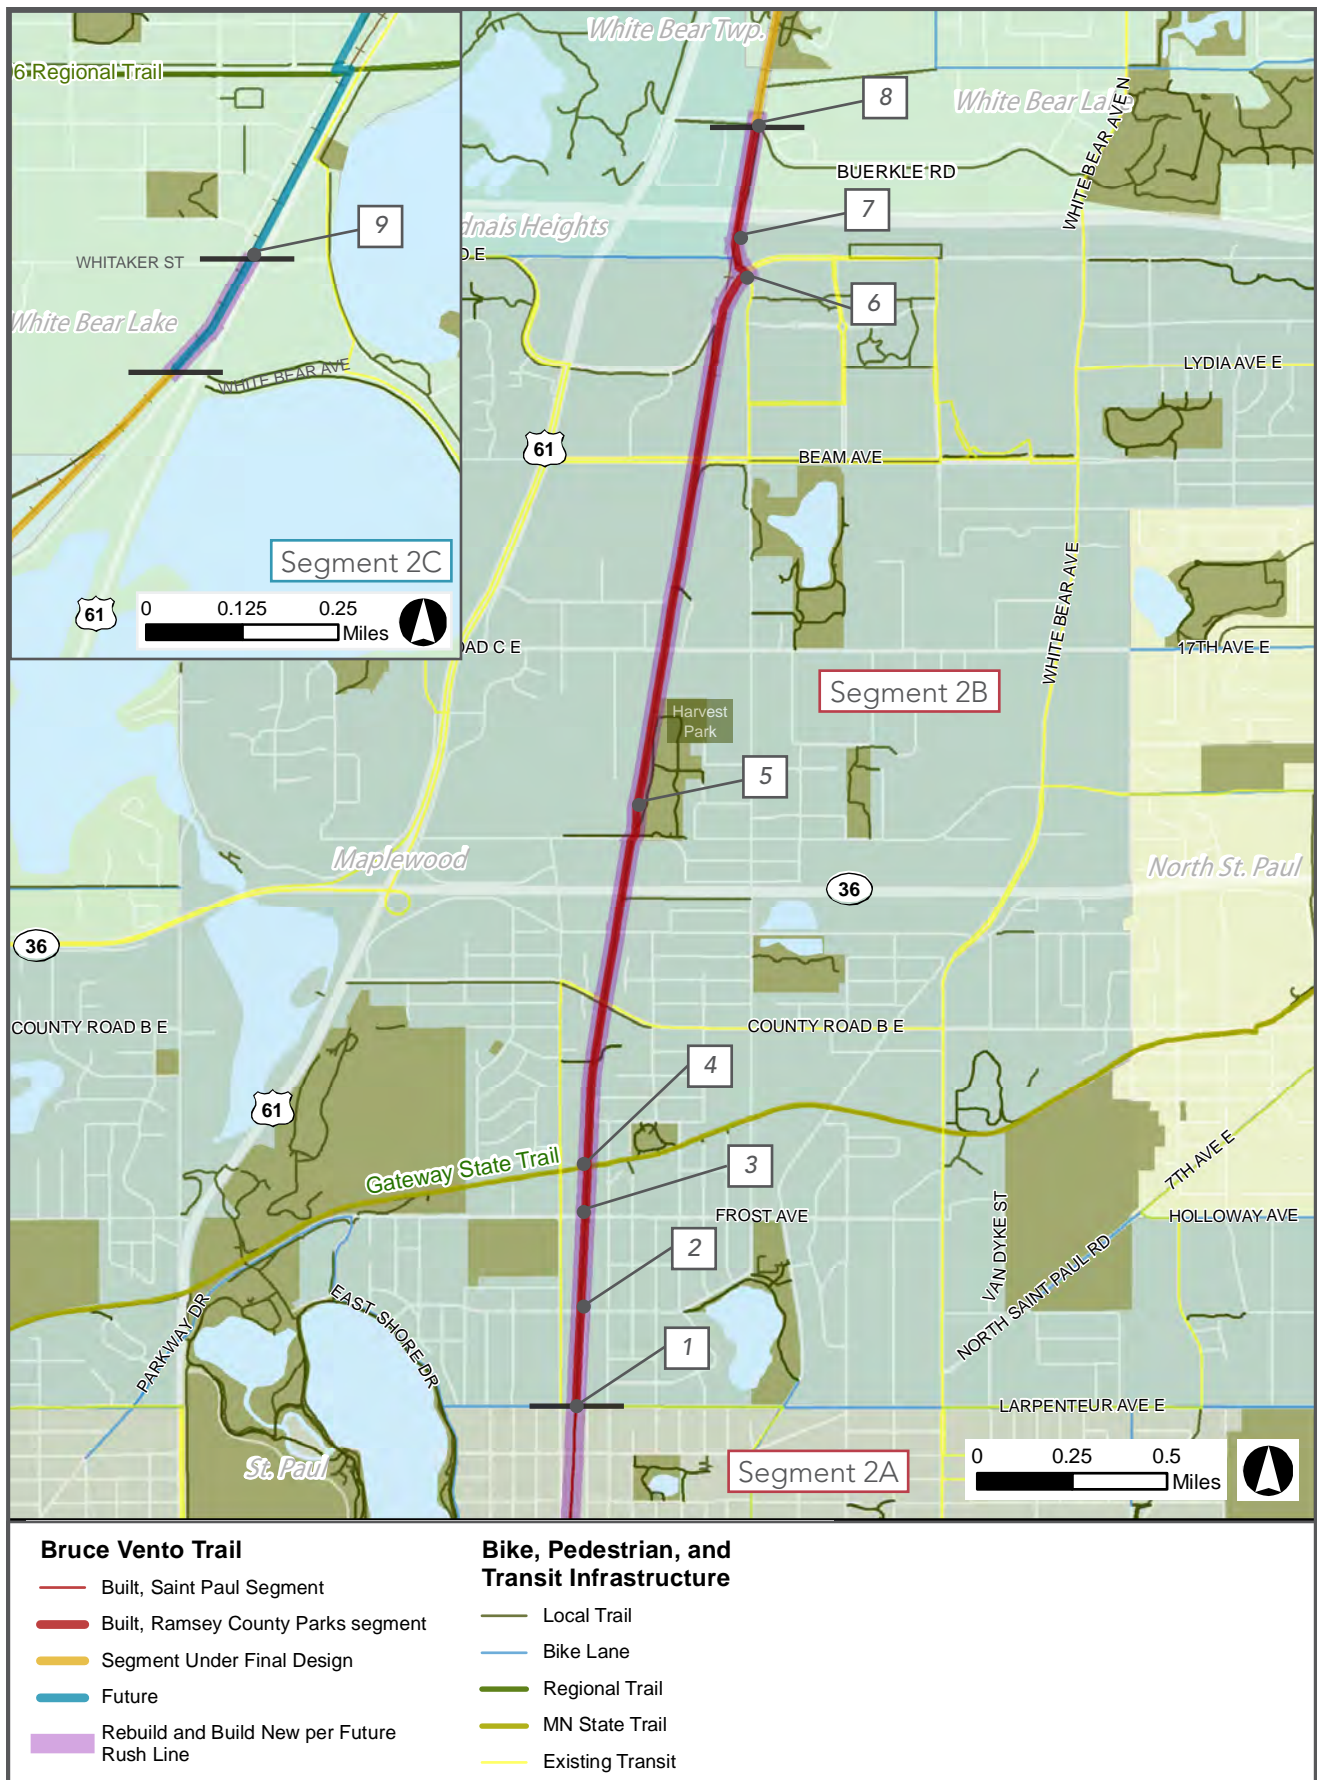 6 Regional Trail
9
WHITAKER ST
White Bear Lake
WHITE BEAR AVE
Segment 2C
61
0 0.125 0.25
Miles
White Bear Twp.
8
White Bear Lake
WHITE BEAR AVE N
BUERKLE RD
7
dnais Heights
D E
6
LYDIA AVE E
61
BEAM AVE
WHITE BEAR AVE
OAD C E
17TH AVE E
Segment 2B
Harvest
Park
5
Maplewood
North St. Paul
36
36
COUNTY ROAD B E
COUNTY ROAD B E
4
61
Gateway State Trail
3
7TH AVE E
FROST AVE
HOLLOWAY AVE
VAN DYKE ST
2
NORTH SAINT PAUL RD
EAST SHORE DR
PARKWAY DR
1
LARPENTEUR AVE E
St. Paul
Segment 2A
0 0.25 0.5
Miles
Bruce Vento Trail
Built, Saint Paul Segment
Built, Ramsey County Parks segment
Segment Under Final Design
Future
Rebuild and Build New per Future
Rush Line
Bike, Pedestrian, and
Transit Infrastructure
Local Trail
Bike Lane
Regional Trail
MN State Trail
Existing Transit